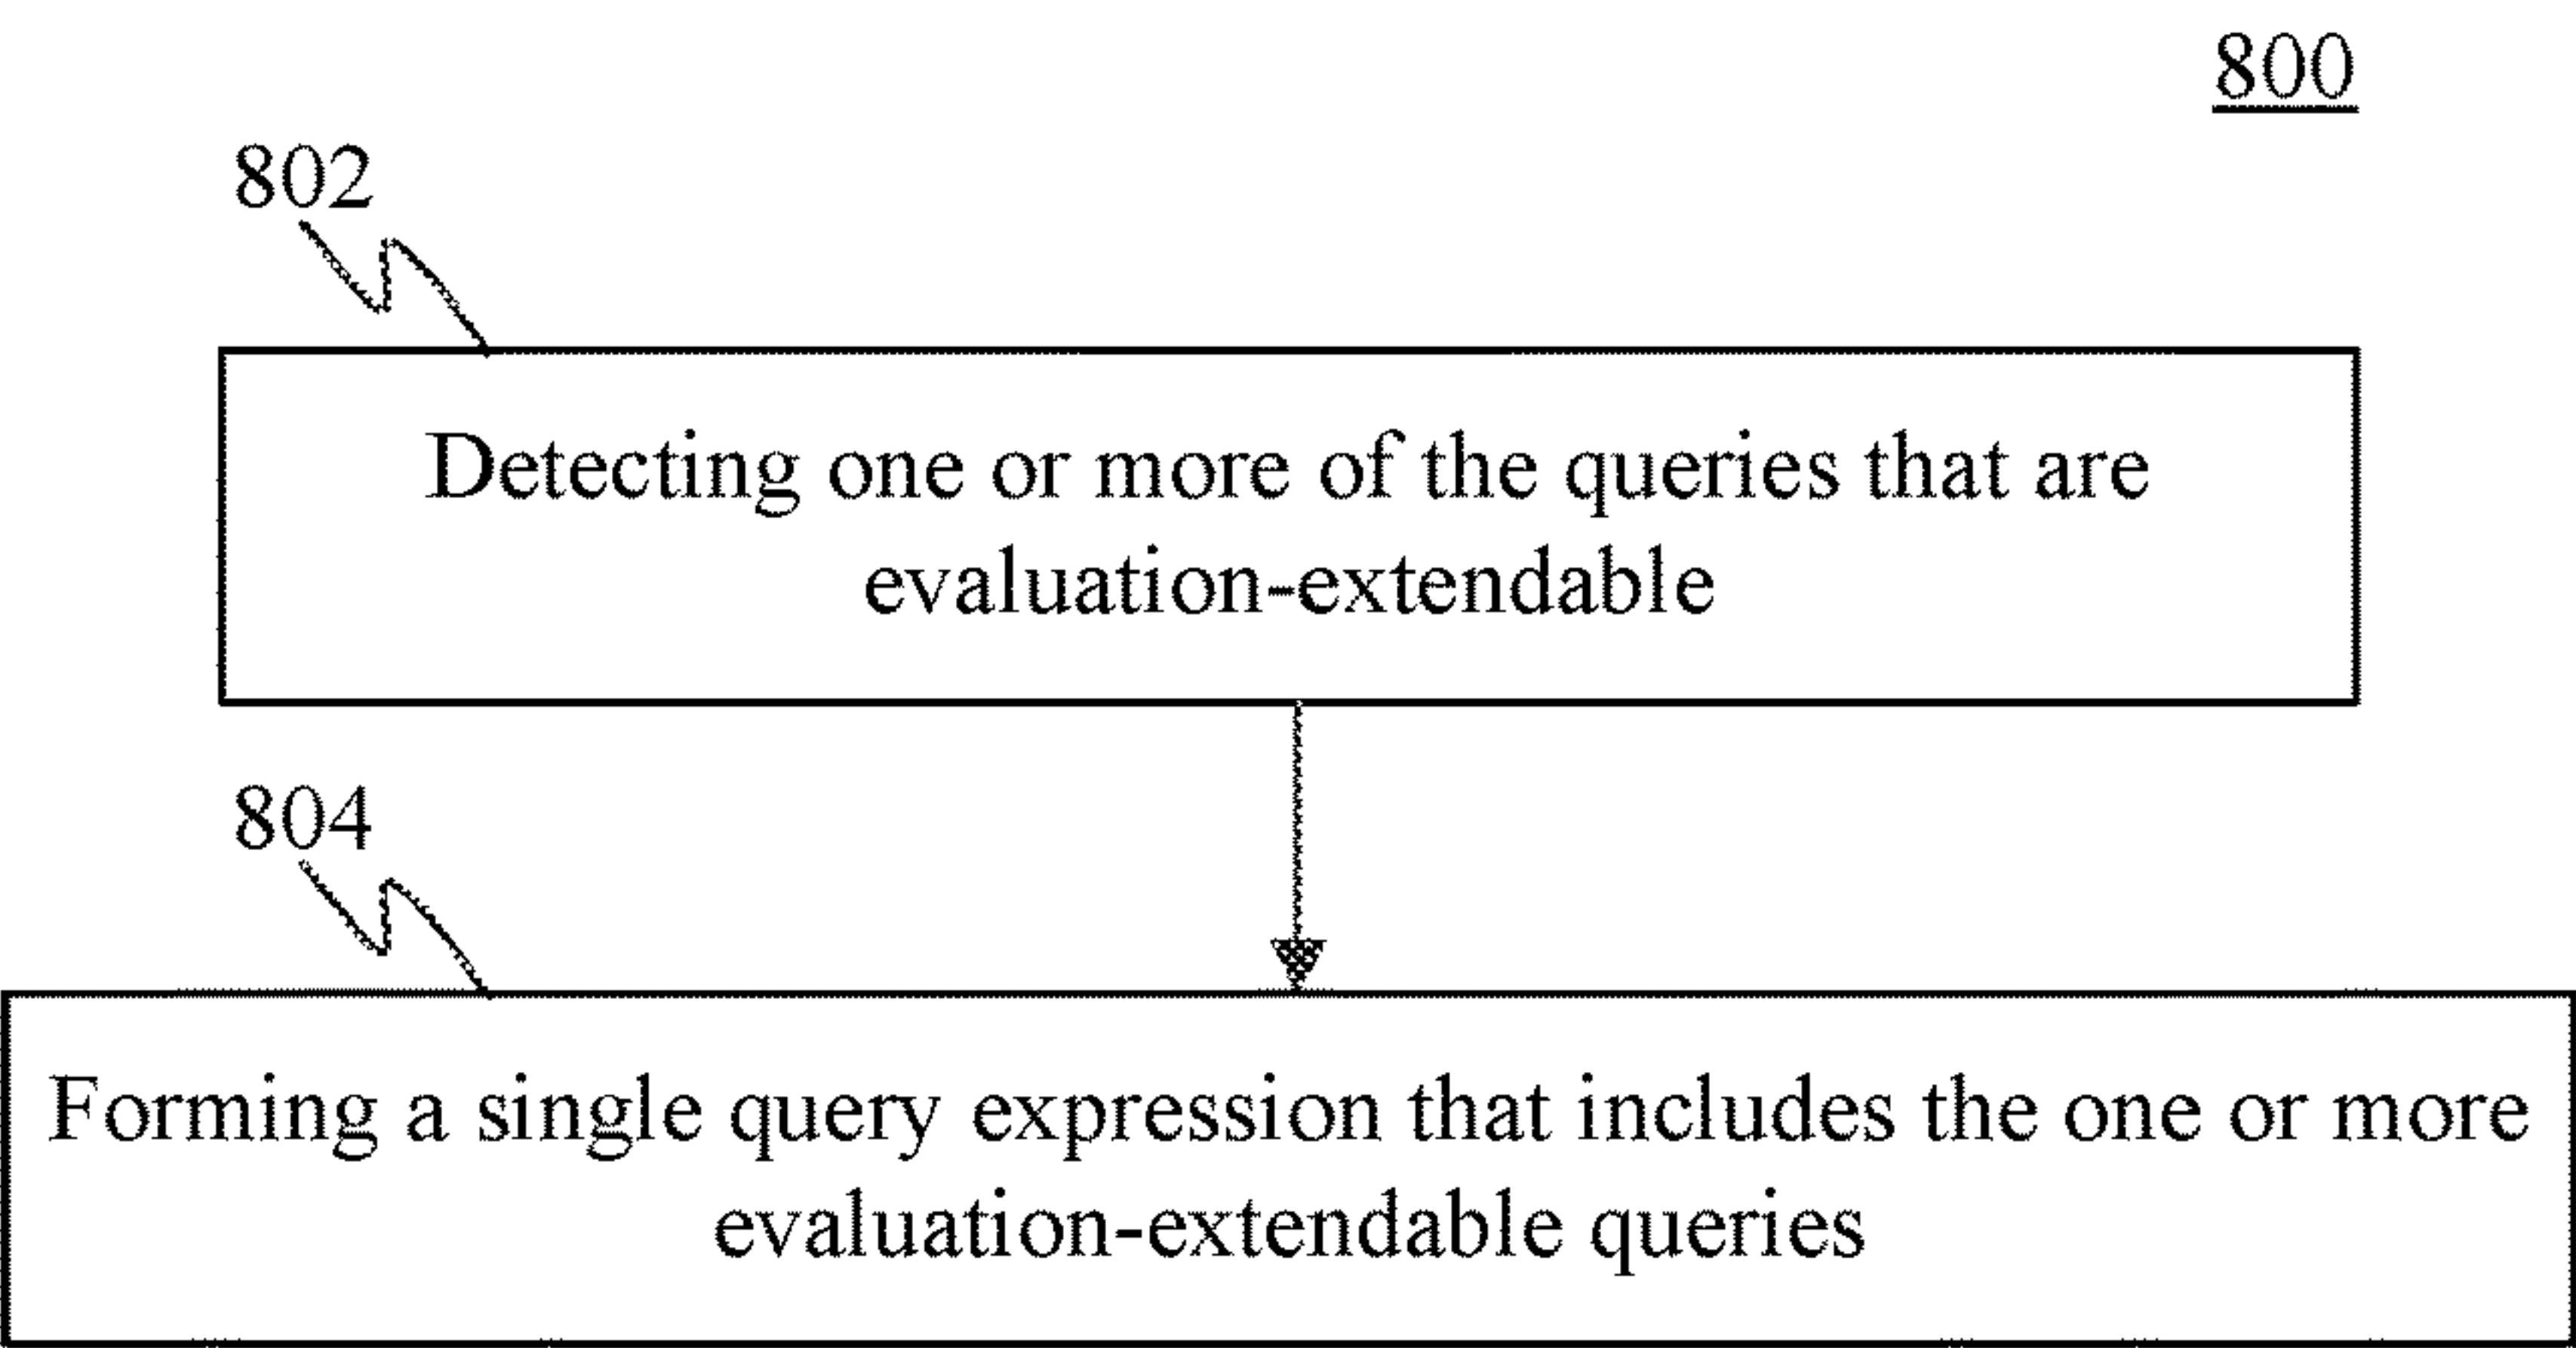 800
802
Detecting one or more of the queries that are
evaluation-extendable
804
Forming a single query expression that includes the one or more
evaluation-extendable queries